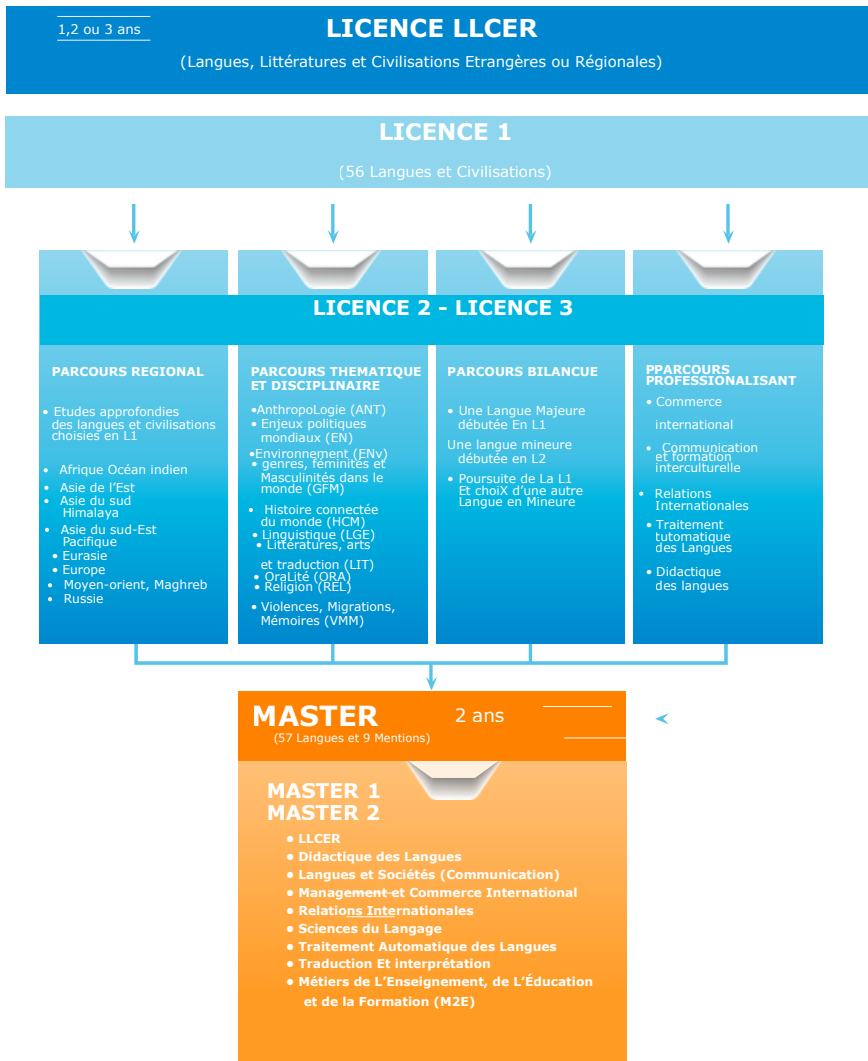 1,2 ou 3 ans
LICENCE LLCER
(Langues, Littératures et Civilisations Etrangères ou Régionales)
LICENCE 1
(56 Langues et Civilisations)
LICENCE 2 - LICENCE 3
PARCOURS REGIONAL
• Etudes approfondies
des langues et civilisations
choisies en L1
• Afrique Océan indien
• Asie de l'Est
• Asie du sud
Himalaya
• Asie du sud-Est
Pacifique
• Eurasie
• Europe
• Moyen-orient, Maghreb
• Russie
PARCOURS THEMATIQUE
ET DISCIPLINAIRE
•AnthropoLogie (ANT)
• Enjeux politiques
mondiaux (EN)
•Environnement (ENv)
• genres, féminités et
Masculinités dans le
monde (GFM)
• Histoire connectée
du monde (HCM)
• Linguistique (LGE)
• Littératures, arts
et traduction (LIT)
• OraLité (ORA)
• Religion (REL)
• Violences, Migrations,
Mémoires (VMM)
PARCOURS BILANCUE
• Une Langue Majeure
débutée En L1
Une langue mineure
débutée en L2
• Poursuite de La L1
Et choiX d'une autre
Langue en Mineure
PPARCOURS
PROFESSIONALISANT
• Commerce
international
• Communication
et formation
interculturelle
• Relations
Internationales
• Traitement
tutomatique
des Langues
• Didactique
des langues
MASTER
2 ans
(57 Langues et 9 Mentions)
MASTER 1
MASTER 2
• LLCER
• Didactique des Langues
• Langues et Sociétés (Communication)
• Management et Commerce International
• Relations Internationales
• Sciences du Langage
• Traitement Automatique des Langues
• Traduction Et interprétation
• Métiers de L'Enseignement, de L'Éducation
et de la Formation (M2E)